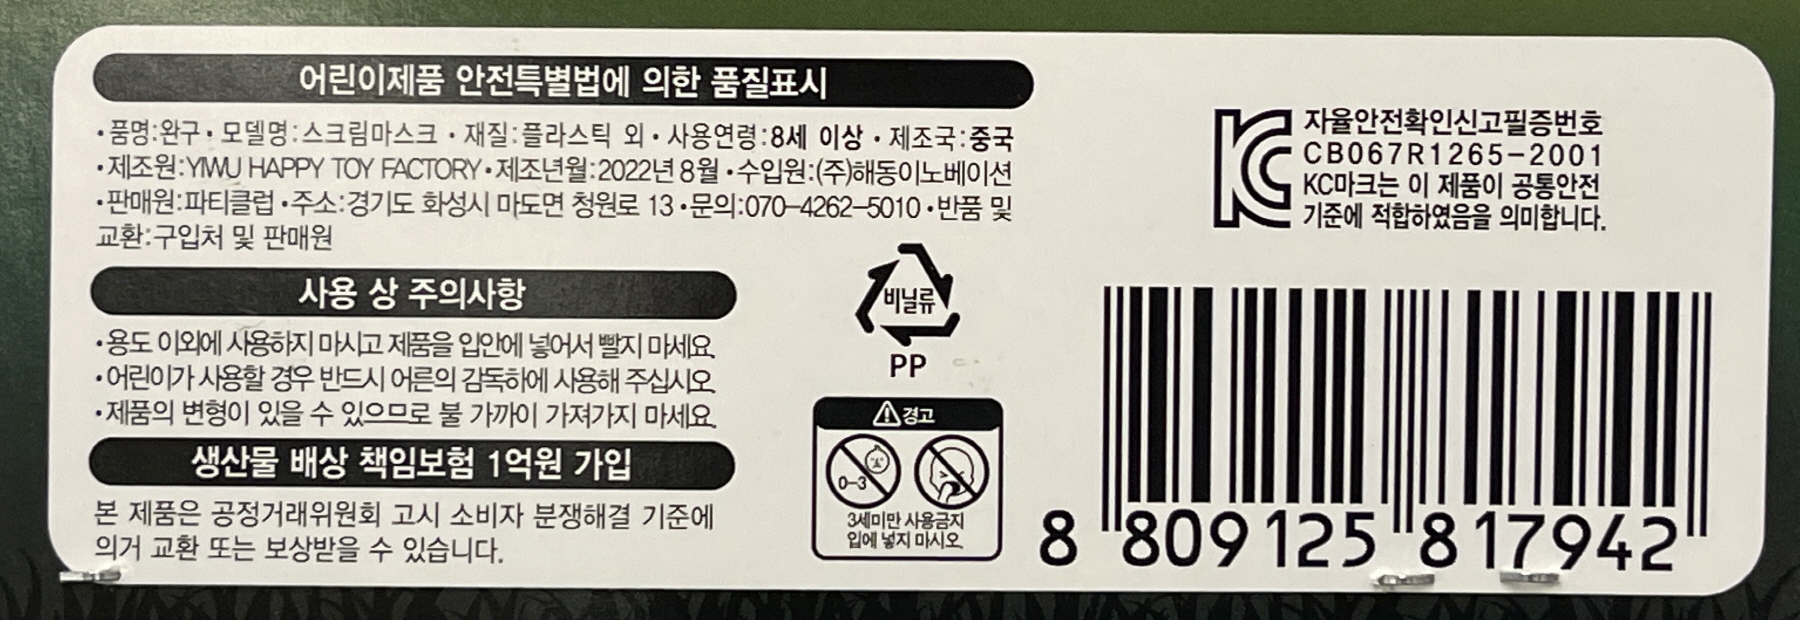 어린이제품 안전특별법에 의한 품질표시
•품명:완구• 모델명:스크림마스크 • 재질:플라스틱 외 • 사용연령:8세 이상 • 제조국:중국
•제조원:YIWU HAPPY TOY FACTORY•제조년월:2022년 8월 •수입원:(주)해동이노베이션
•판매원:파티클럽 •주소:경기도 화성시 마도면 청원로 13 •문의:070-4262-5010 •반품 및
교환:구입처 및 판매원
사용 상 주의사항
•용도 이외에 사용하지 마시고 제품을 입안에 넣어서 빨지 마세요.
•어린이가 사용할 경우 반드시 어른의 감독하에 사용해 주십시오.
•제품의 변형이 있을 수 있으므로 불 가까이 가져가지 마세요.
생산물 배상 책임보험 1억원 가입
본 제품은 공정거래위원회 고시 소비자 분쟁해결 기준에
의거 교환 또는 보상받을 수 있습니다.
비닐류
PP
경고
0-3
3세미만 사용금지
입에 넣지 마시오.
KC
자율안전확인신고필증번호
CB067R1265-2001
KC마크는 이 제품이 공통안전
기준에 적합하였음을 의미합니다.
8 809125 817942